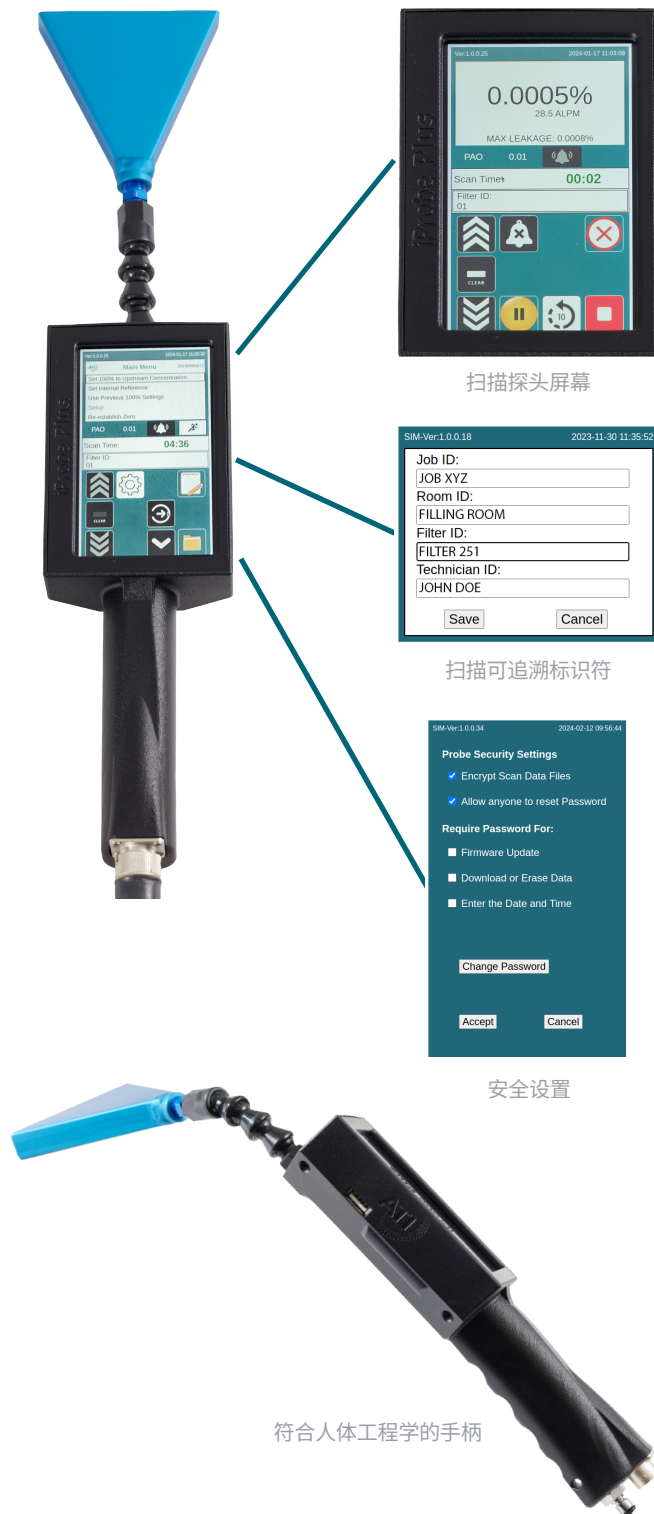 Ver:1.0.0.25 2024-01-17 11:03:08
0.0005%
28.5 ALPM
MAX LEAKAGE: 0.0008%
PAO 0.01
Scan Time: 00:02
Filter ID:
01
CLEAR
10
iProbe Plus
扫描探头屏幕
Ver:1.0.0.25
Main Menu
Set 100% to Upstream Concentration
Set Internal Reference
Use Previous 100% Settings
Setup
Re-establish Zero
PAO 0.01
Scan Time: 04:36
Filter ID:
01
CLEAR
iProbe Plus
SIM-Ver:1.0.0.18 2023-11-30 11:35:52
Job ID:
JOB XYZ
Room ID:
FILLING ROOM
Filter ID:
FILTER 251
Technician ID:
JOHN DOE
Save Cancel
扫描可追溯标识符
SIM-Ver:1.0.0.34 2024-02-12 09:56:44
Probe Security Settings
Encrypt Scan Data Files
Allow anyone to reset Password
Require Password For:
Firmware Update
Download or Erase Data
Enter the Date and Time
Change Password
Accept Cancel
安全设置
ATI
符合人体工程学的手柄